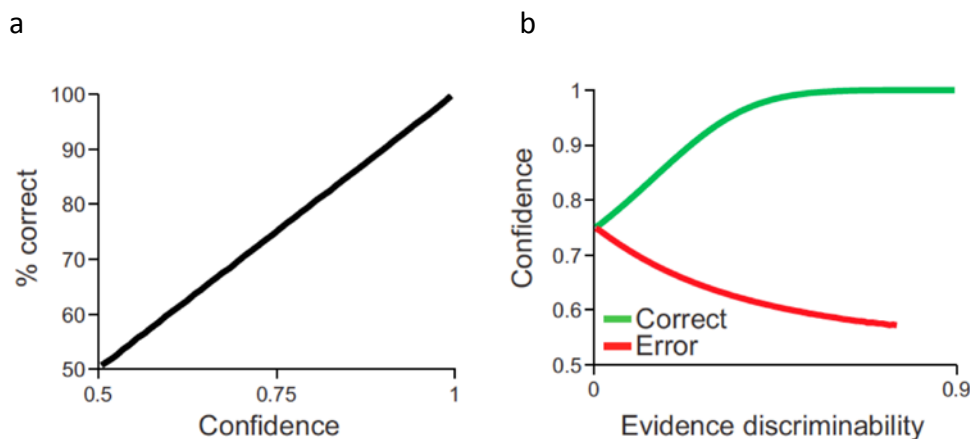 a
100
90
80
70
60
50
% correct
0.5
0.75
1
Confidence
b
1
0.9
0.8
0.7
0.6
0.5
Confidence
Correct
Error
0
0.9
Evidence discriminability